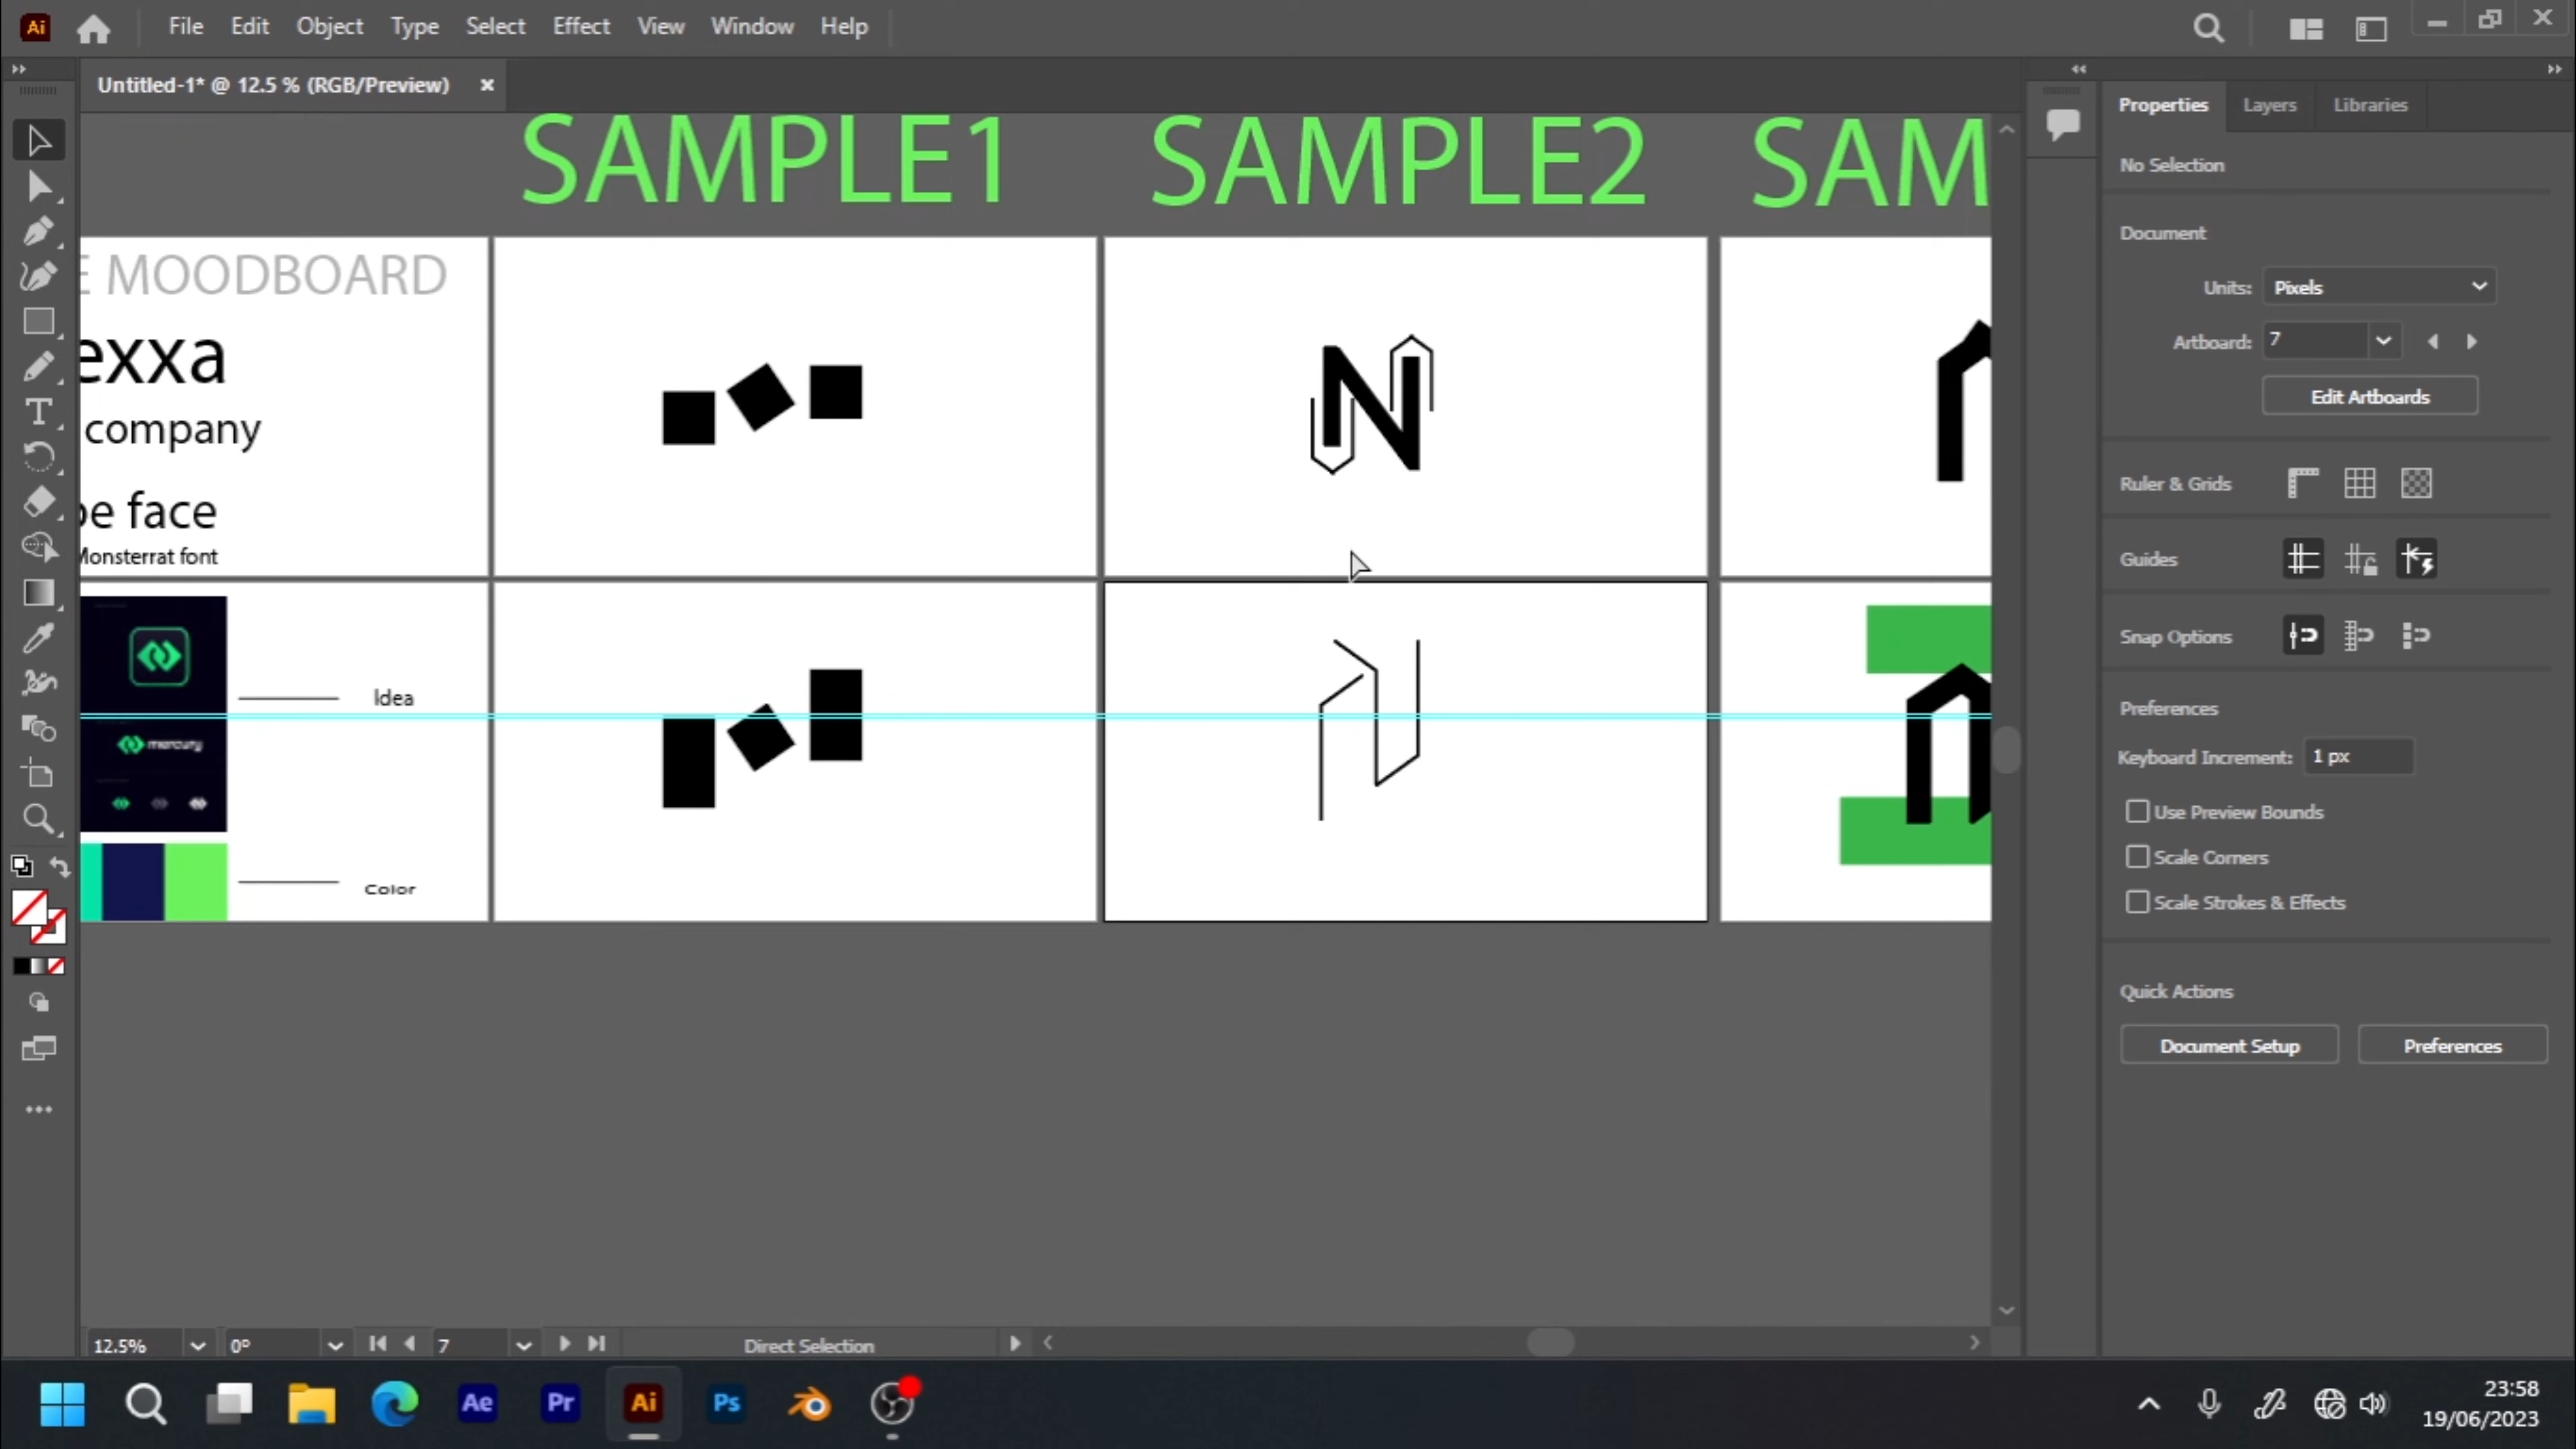 Ai File Edit Object Type Select Effect View Window Help
Untitled-1* @ 12.5 % (RGB/Preview)
Properties Layers Libraries
No Selection
Document
Units: Pixels
Artboard: 7
Edit Artboards
Ruler & Grids
Guides
Snap Options
Preferences
Keyboard Increment: 1 px
Use Preview Bounds
Scale Corners
Scale Strokes & Effects
Quick Actions
Document Setup Preferences
SAMPLE1 SAMPLE2 SAM
E MOODBOARD
exxa
company
pe face
Monsterrat font
N
Idea
mercury
Color
12.5% 0° 7 Direct Selection
Ae Pr Ai Ps
23:58
19/06/2023